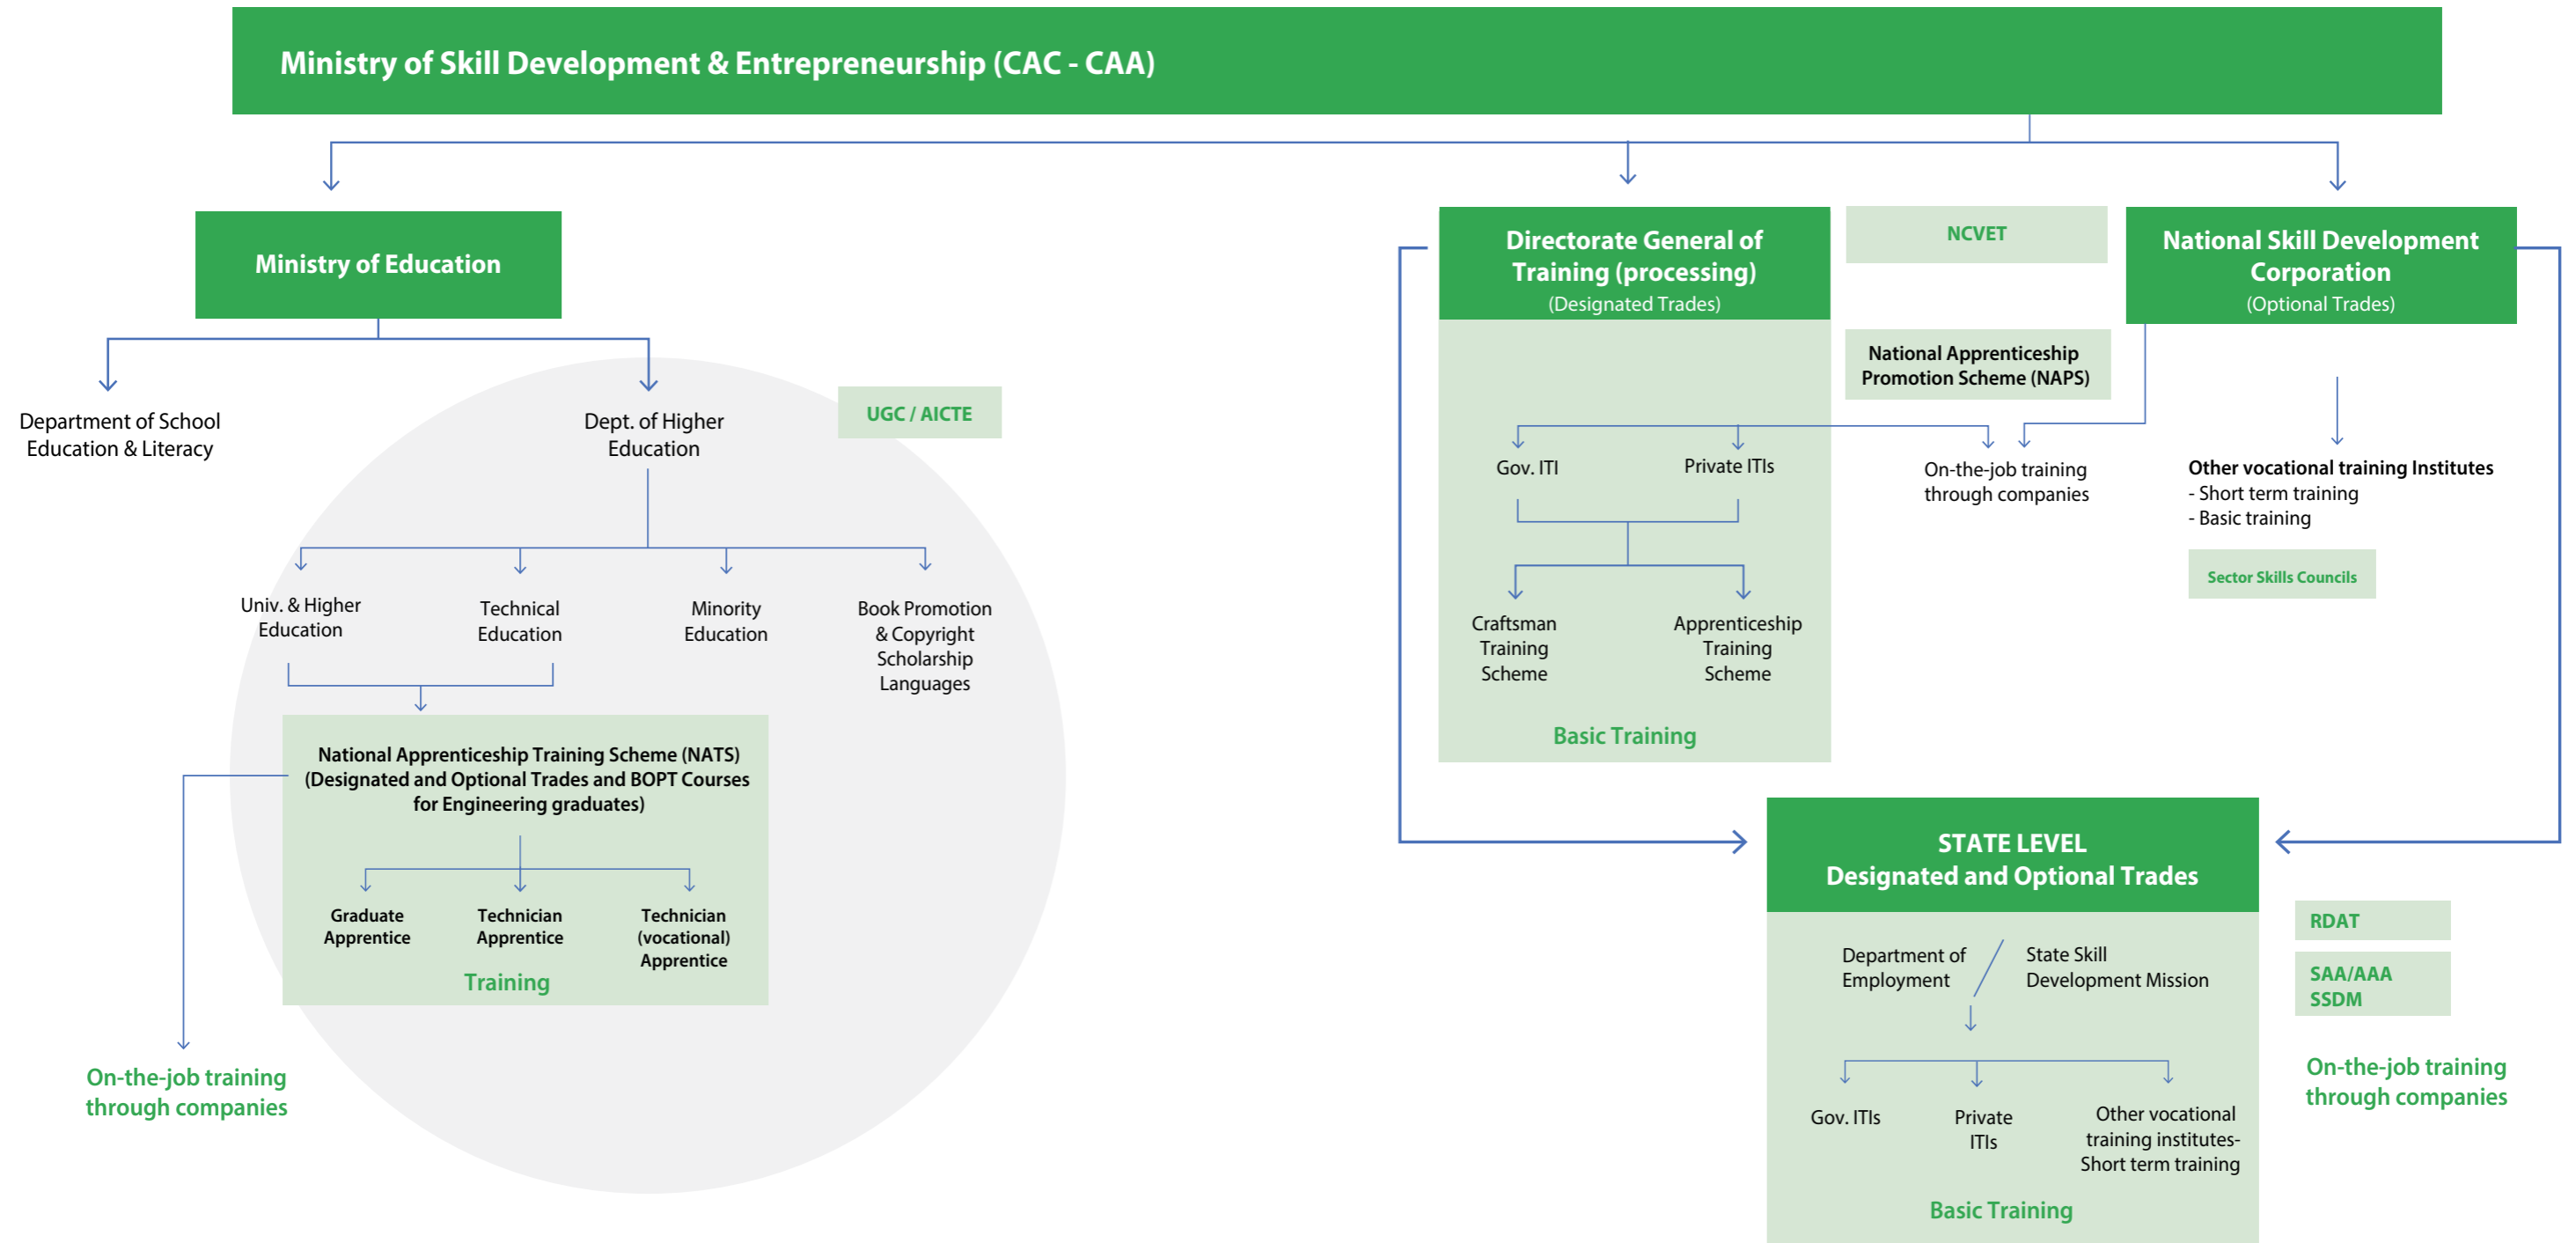 Ministry of Skill Development & Entrepreneurship (CAC - CAA)
Ministry of Education
Department of School
Education & Literacy
Dept. of Higher
Education
UGC / AICTE
Univ. & Higher
Education
Technical
Education
Minority
Education
Book Promotion
& Copyright
Scholarship
Languages
National Apprenticeship Training Scheme (NATS)
(Designated and Optional Trades and BOPT Courses
for Engineering graduates)
Graduate
Apprentice
Technician
Apprentice
Technician
(vocational)
Apprentice
Training
On-the-job training
through companies
Directorate General of
Training (processing)
(Designated Trades)
NCVET
National Skill Development
Corporation
(Optional Trades)
National Apprenticeship
Promotion Scheme (NAPS)
Gov. ITI
Private ITIs
On-the-job training
through companies
Other vocational training Institutes
- Short term training
- Basic training
Sector Skills Councils
Craftsman
Training
Scheme
Apprenticeship
Training
Scheme
Basic Training
STATE LEVEL
Designated and Optional Trades
Department of
Employment
State Skill
Development Mission
RDAT
SAA/AAA
SSDM
Gov. ITIs
Private
ITIs
Other vocational
training institutes-
Short term training
Basic Training
On-the-job training
through companies